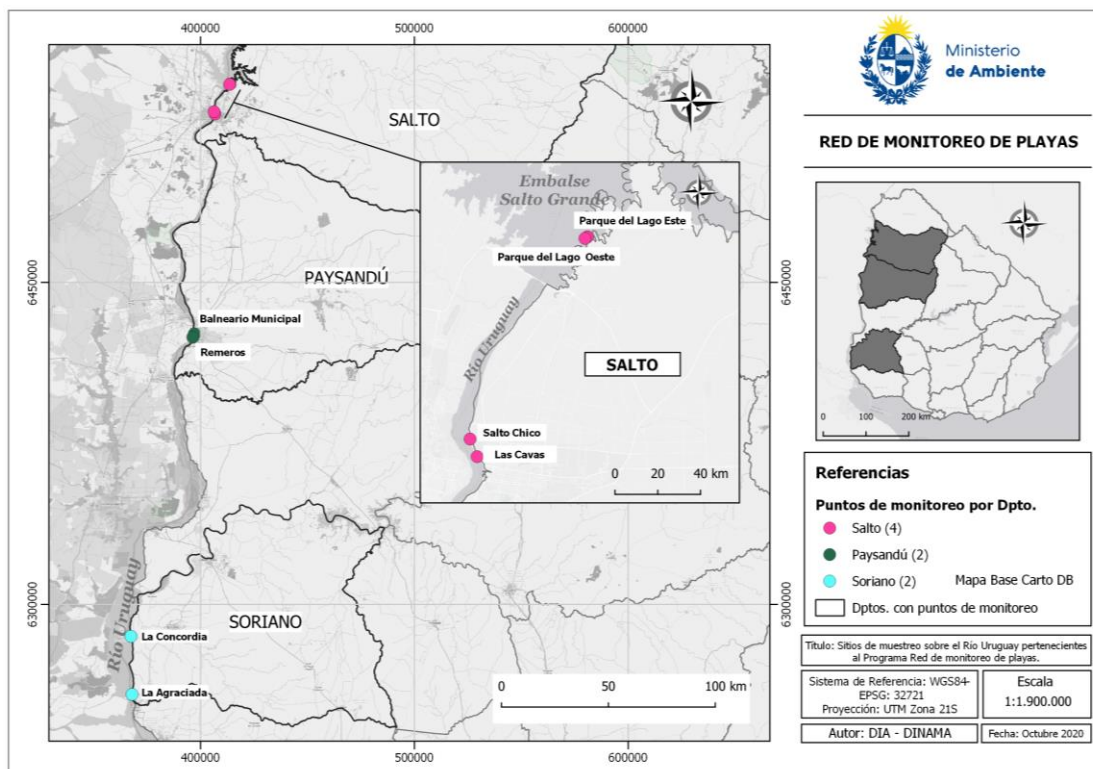 400000
500000
600000
SALTO
Embalse
Salto Grande
Parque del Lago Este
Parque del Lago Oeste
Río Uruguay
SALTO
Salto Chico
Las Cavas
0 20 40 km
PAYSANDÚ
Balneario Municipal
Remeros
6450000
6450000
6300000
6300000
Río Uruguay
SORIANO
La Concordia
La Agraciada
0 50 100 km
400000
500000
600000
Ministerio
de Ambiente
RED DE MONITOREO DE PLAYAS
0 100 200 km
Referencias
Puntos de monitoreo por Dpto.
Salto (4)
Paysandú (2)
Soriano (2) Mapa Base Carto DB
Dptos. con puntos de monitoreo
Título: Sitios de muestreo sobre el Río Uruguay pertenecientes
al Programa Red de monitoreo de playas.
Sistema de Referencia: WGS84-
EPSG: 32721
Proyección: UTM Zona 21S
Escala
1:1.900.000
Autor: DIA - DINAMA
Fecha: Octubre 2020